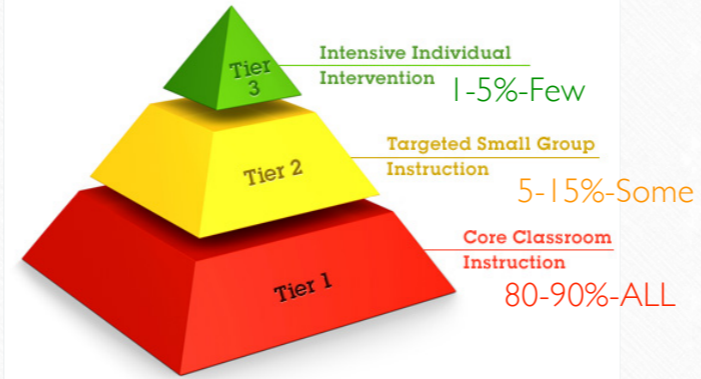 Tier
3
Intensive Individual
Intervention
1-5%-Few
Tier 2
Targeted Small Group
Instruction
5-15%-Some
Tier 1
Core Classroom
Instruction
80-90%-ALL